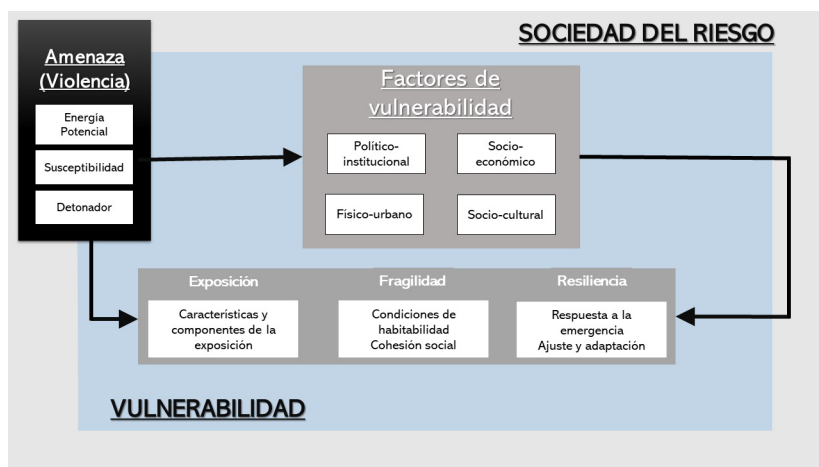 SOCIEDAD DEL RIESGO
Amenaza
(Violencia)
Energía
Potencial
Susceptibilidad
Detonador
Factores de
vulnerabilidad
Político-
institucional
Socio-
económico
Físico-urbano
Socio-cultural
Exposición
Características y
componentes de la
exposición
Fragilidad
Condiciones de
habitabilidad
Cohesión social
Resiliencia
Respuesta a la
emergencia
Ajuste y adaptación
VULNERABILIDAD